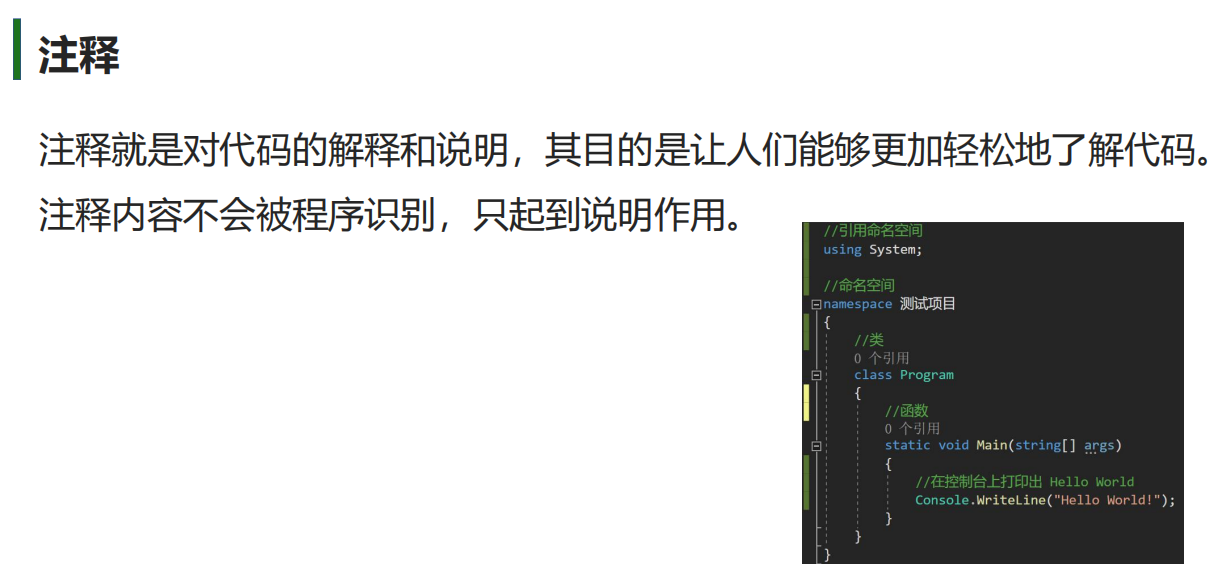 注释
注释就是对代码的解释和说明，其目的是让人们能够更加轻松地了解代码。
注释内容不会被程序识别，只起到说明作用。
//引用命名空间
using System;
//命名空间
namespace 测试项目
{
//类
0 个引用
class Program
{
//函数
0 个引用
static void Main(string[] args)
{
//在控制台上打印出 Hello World
Console.WriteLine("Hello World!");
}
}
}